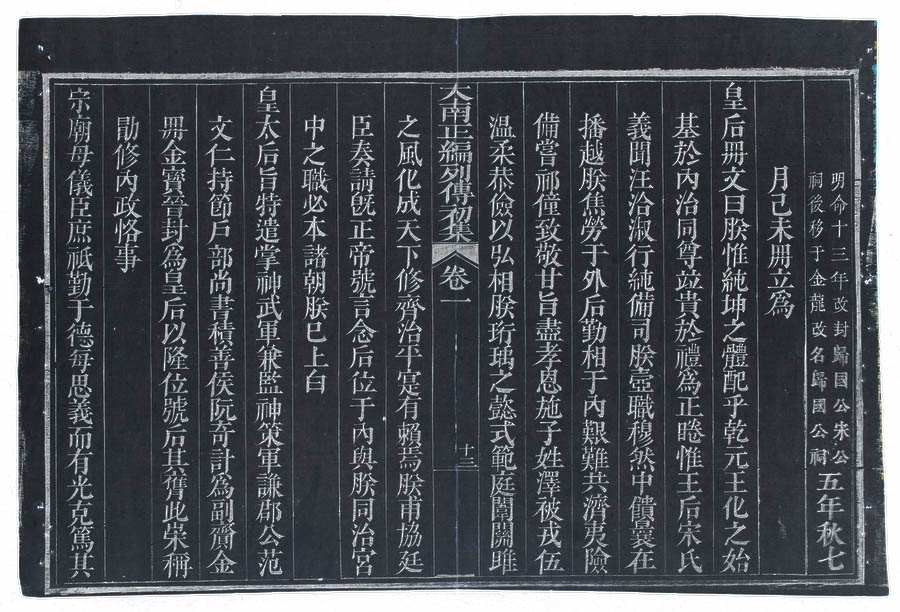 明命十三年改封歸國公宋公
祠後移于金龍改名歸國公祠
五年秋七
月己未冊立爲
皇后冊文曰朕惟純坤之體配乎乾元王化之始
基於內治同尊竝貴於禮爲正睠惟王后宋氏
義聞汪洽淑行純備司朕壼職穆然中饋曩在
播越朕焦勞于外后勤相于內艱難共濟夷險
備嘗祁僮致敬甘旨盡孝恩施子姓澤被戎伍
溫柔恭儉以弘相朕珩瑀之懿式範庭闈關雎
大南正編列傳初集 卷一 十三
之風化成天下修齊治平寔有賴焉朕甫協廷
臣奏請旣正帝號言念后位于內與朕同治宮
中之職必本諸朝朕已上白
皇太后旨特遣掌神武軍兼監神策軍謙郡公范
文仁持節戶部尚書積善侯阮奇計爲副齎金
冊金寶晉封爲皇后以隆位號后其膺此荣稱
勖修內政恪事
宗廟母儀臣庶祇勤于德每思義而有光克篤其